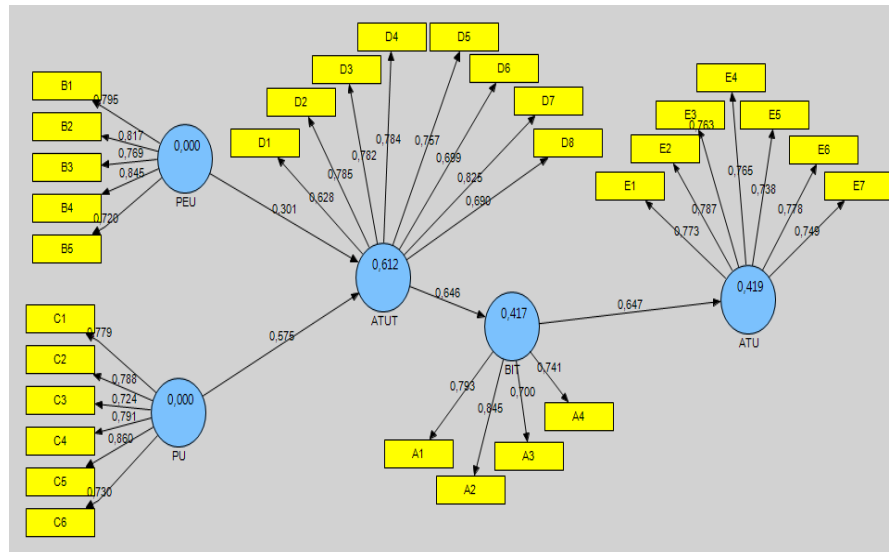 B1
0,795
B2
0,817
B3
0,769
B4
0,845
B5
0,720
0,000
PEU
0,301
C1
0,779
C2
0,788
C3
0,724
C4
0,791
C5
0,860
C6
0,730
0,000
PU
0,575
D1
0,628
D2
0,785
D3
0,782
D4
0,784
D5
0,757
D6
0,699
D7
0,825
D8
0,690
0,612
ATUT
0,646
0,417
BIT
0,647
A1
0,793
A2
0,845
A3
0,700
A4
0,741
E1
0,773
E2
0,787
E3
0,763
E4
0,765
E5
0,738
E6
0,778
E7
0,749
0,419
ATU